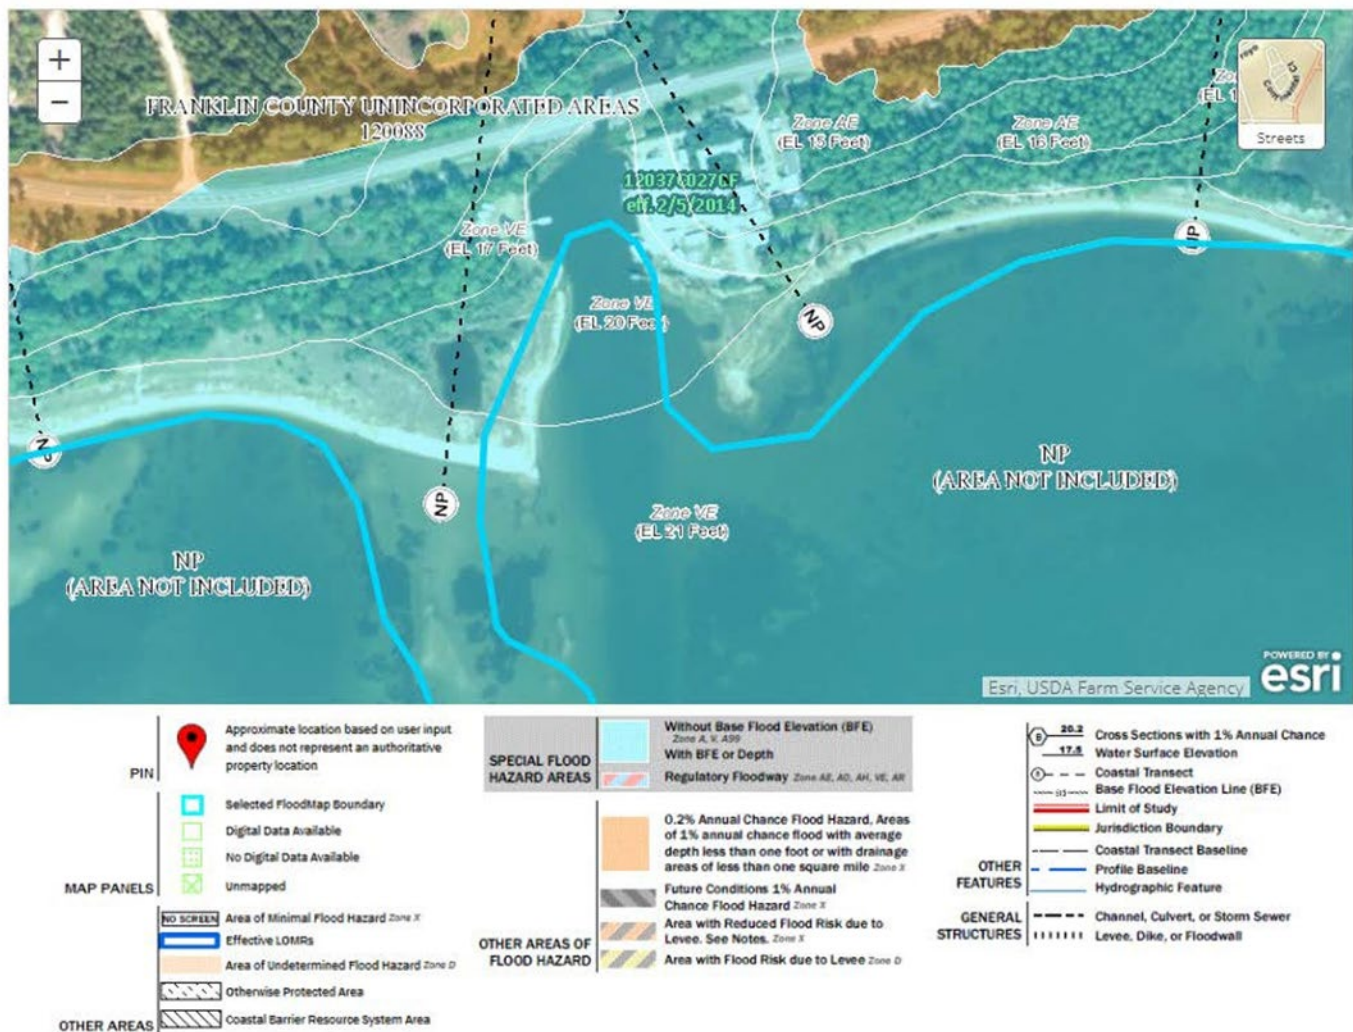 +
−
FRANKLIN COUNTY UNINCORPORATED AREAS
120088
Zone AE
(EL 15 Feet)
Zone AE
(EL 16 Feet)
Streets
eff. 2/5/2014
Zone VE
(EL 17 Feet)
NP
Zone VE
(EL 20 Feet)
NP
NP
NP
NP
(AREA NOT INCLUDED)
Zone VE
(EL 21 Feet)
NP
(AREA NOT INCLUDED)
POWERED BY
esri
Esri, USDA Farm Service Agency
PIN
Approximate location based on user input
and does not represent an authoritative
property location
MAP PANELS
Selected FloodMap Boundary
Digital Data Available
No Digital Data Available
Unmapped
OTHER AREAS
NO SCREEN Area of Minimal Flood Hazard Zone X
Effective LOMRs
Area of Undetermined Flood Hazard Zone D
Otherwise Protected Area
Coastal Barrier Resource System Area
SPECIAL FLOOD
HAZARD AREAS
Without Base Flood Elevation (BFE)
Zone A, V, A99
With BFE or Depth
Regulatory Floodway Zone AE, AO, AH, VE, AR
OTHER AREAS OF
FLOOD HAZARD
0.2% Annual Chance Flood Hazard, Areas
of 1% annual chance flood with average
depth less than one foot or with drainage
areas of less than one square mile Zone X
Future Conditions 1% Annual
Chance Flood Hazard Zone X
Area with Reduced Flood Risk due to
Levee. See Notes. Zone X
Area with Flood Risk due to Levee Zone D
OTHER
FEATURES
20.2 Cross Sections with 1% Annual Chance
17.5 Water Surface Elevation
Coastal Transect
Base Flood Elevation Line (BFE)
Limit of Study
Jurisdiction Boundary
Coastal Transect Baseline
Profile Baseline
Hydrographic Feature
GENERAL
STRUCTURES
Channel, Culvert, or Storm Sewer
Levee, Dike, or Floodwall